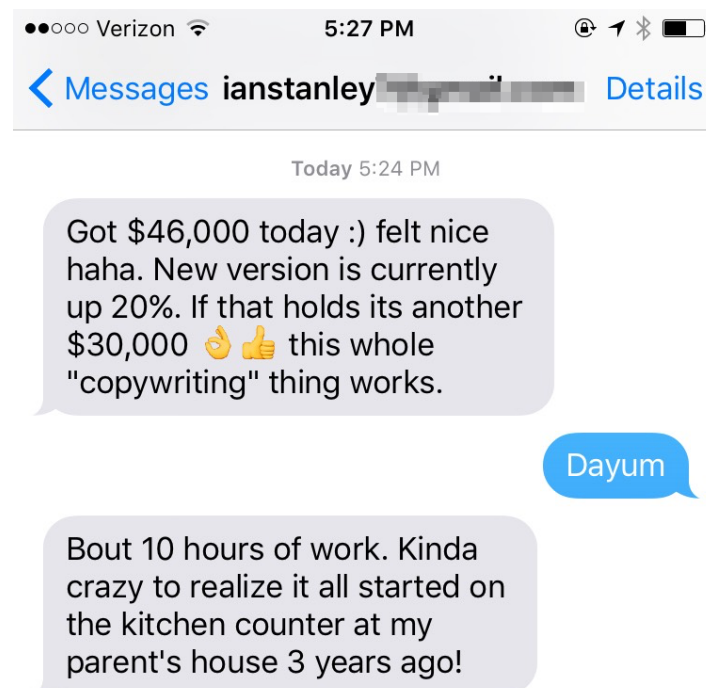 Verizon 5:27 PM
Messages ianstanley Details
Today 5:24 PM
Got $46,000 today :) felt nice
haha. New version is currently
up 20%. If that holds its another
$30,000 👌👍 this whole
"copywriting" thing works.
Dayum
Bout 10 hours of work. Kinda
crazy to realize it all started on
the kitchen counter at my
parent's house 3 years ago!